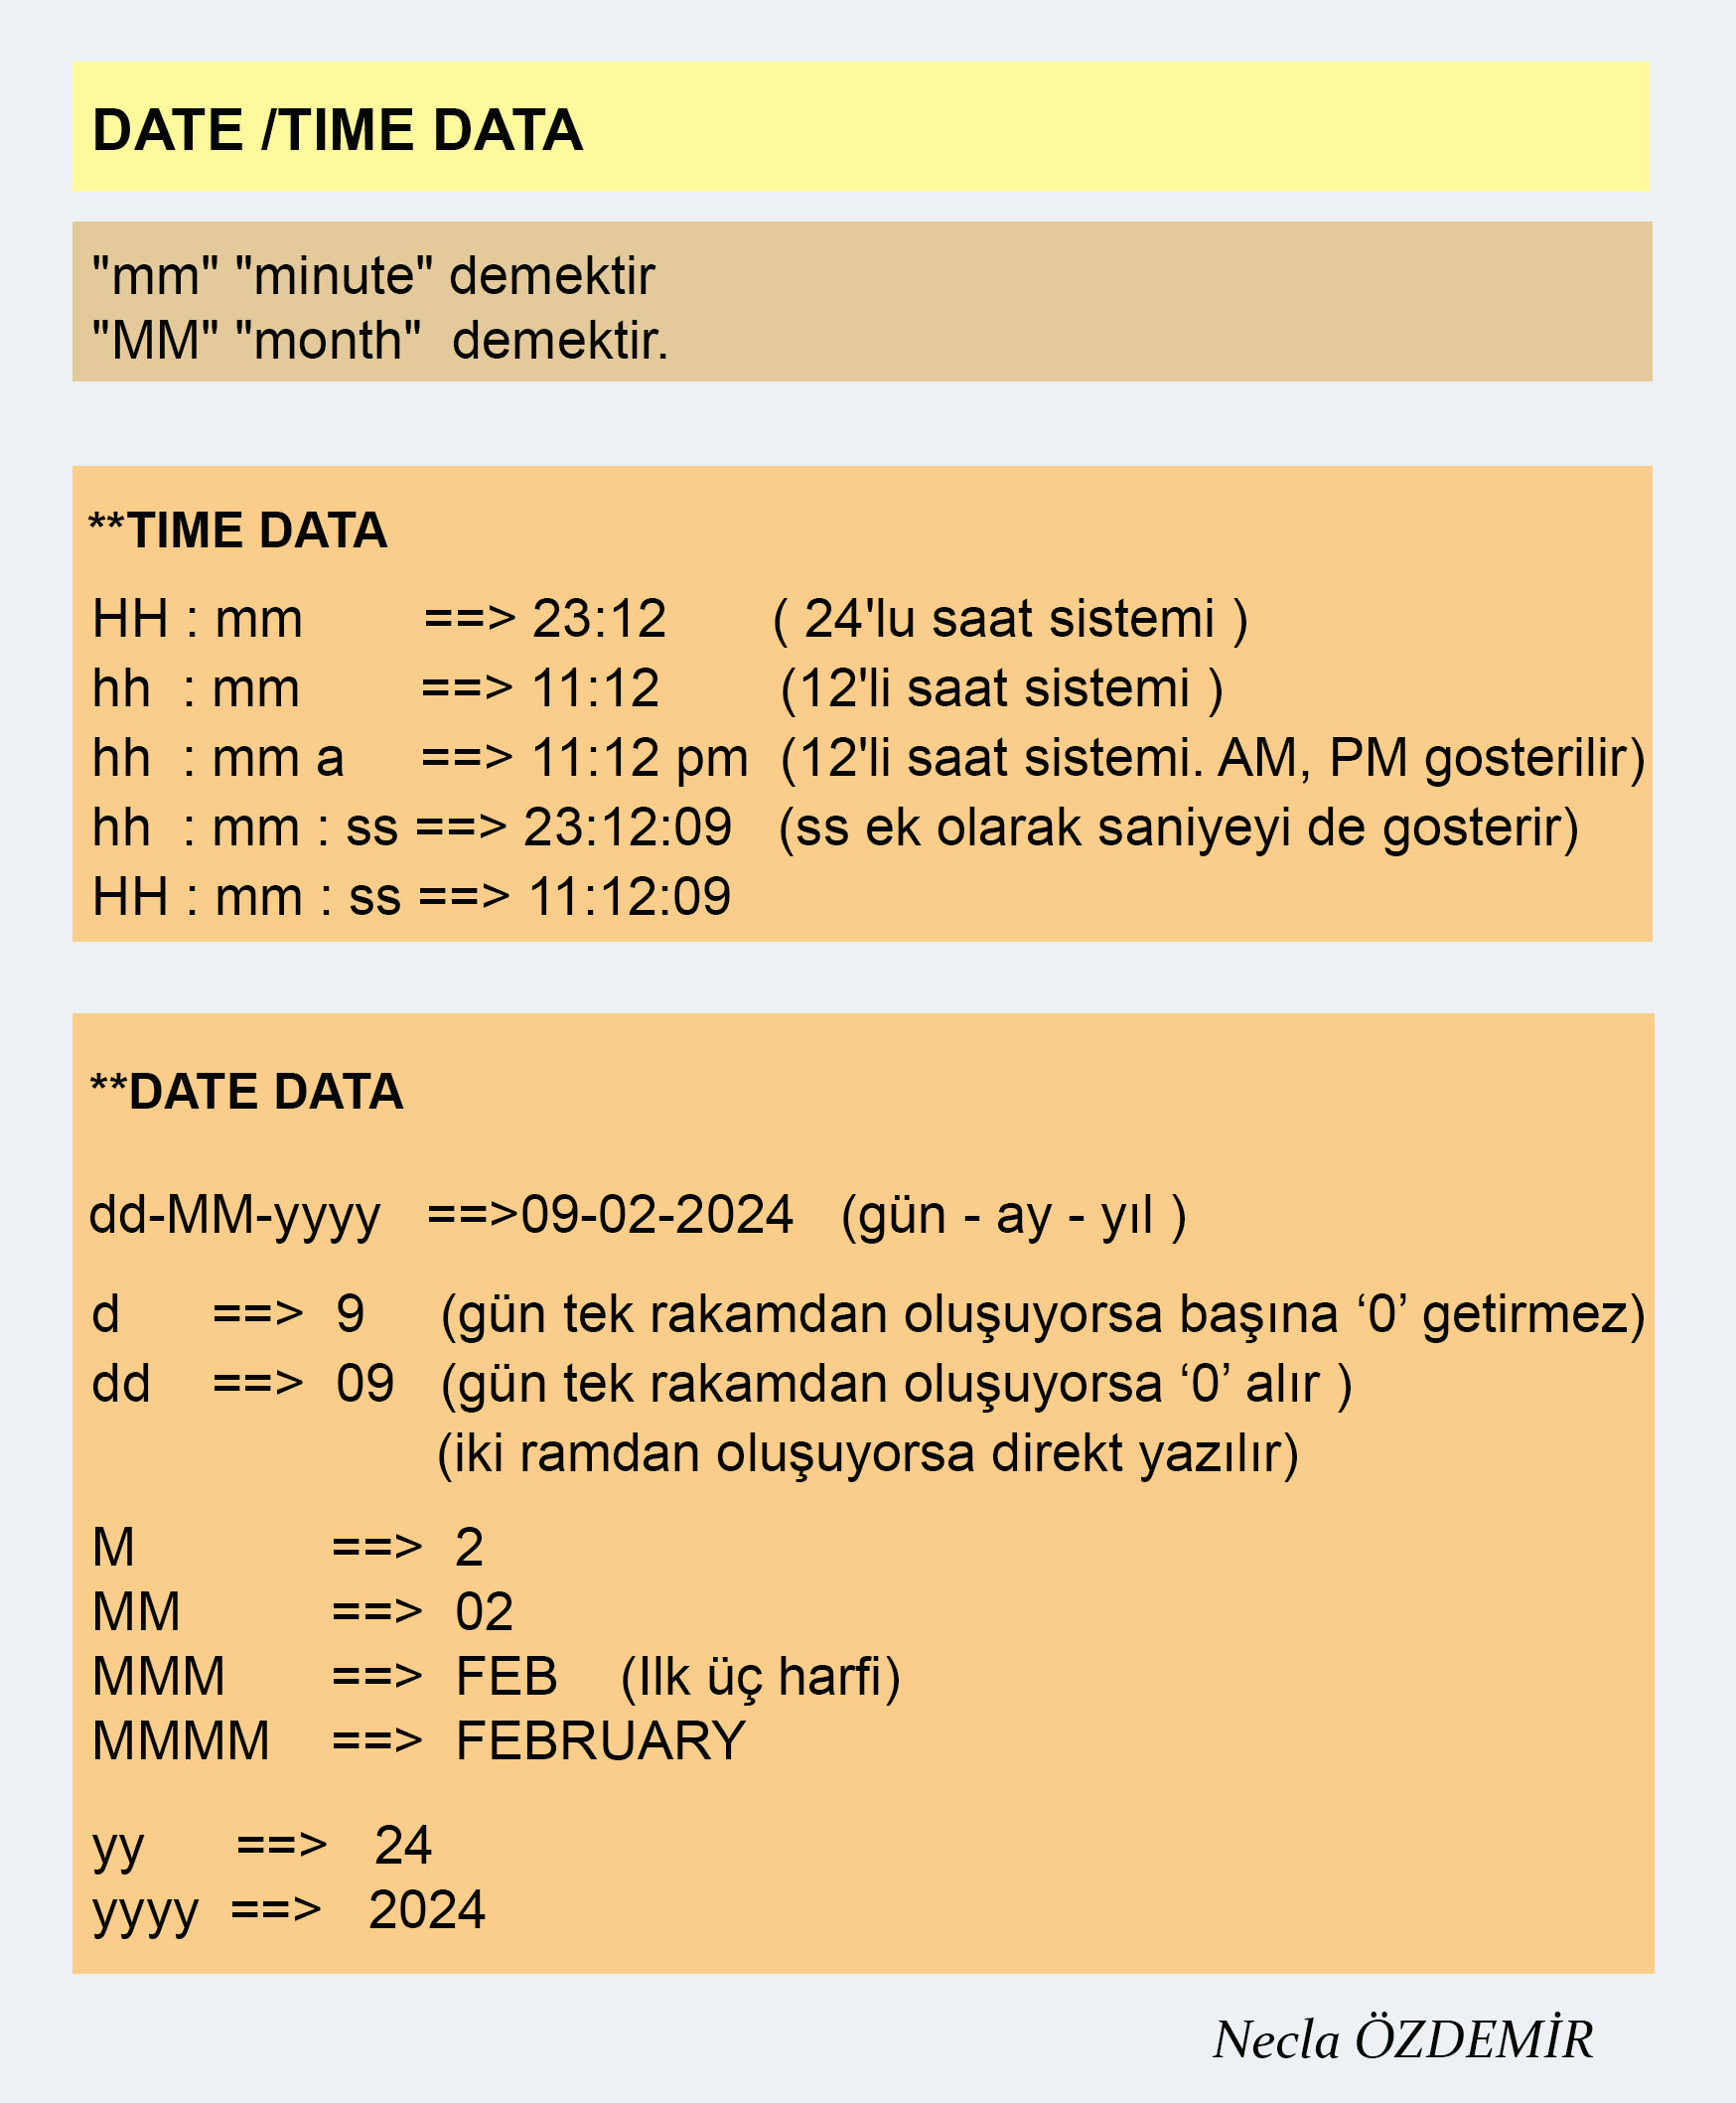 DATE /TIME DATA
"mm" "minute" demektir
"MM" "month" demektir.
**TIME DATA
HH : mm ==> 23:12 ( 24'lu saat sistemi )
hh : mm ==> 11:12 (12'li saat sistemi )
hh : mm a ==> 11:12 pm (12'li saat sistemi. AM, PM gosterilir)
hh : mm : ss ==> 23:12:09 (ss ek olarak saniyeyi de gosterir)
HH : mm : ss ==> 11:12:09
**DATE DATA
dd-MM-yyyy ==>09-02-2024 (gün - ay - yıl )
d ==> 9 (gün tek rakamdan oluşuyorsa başına ‘0’ getirmez)
dd ==> 09 (gün tek rakamdan oluşuyorsa ‘0’ alır )
(iki ramdan oluşuyorsa direkt yazılır)
M ==> 2
MM ==> 02
MMM ==> FEB (Ilk üç harfi)
MMMM ==> FEBRUARY
yy ==> 24
yyyy ==> 2024
Necla ÖZDEMİR